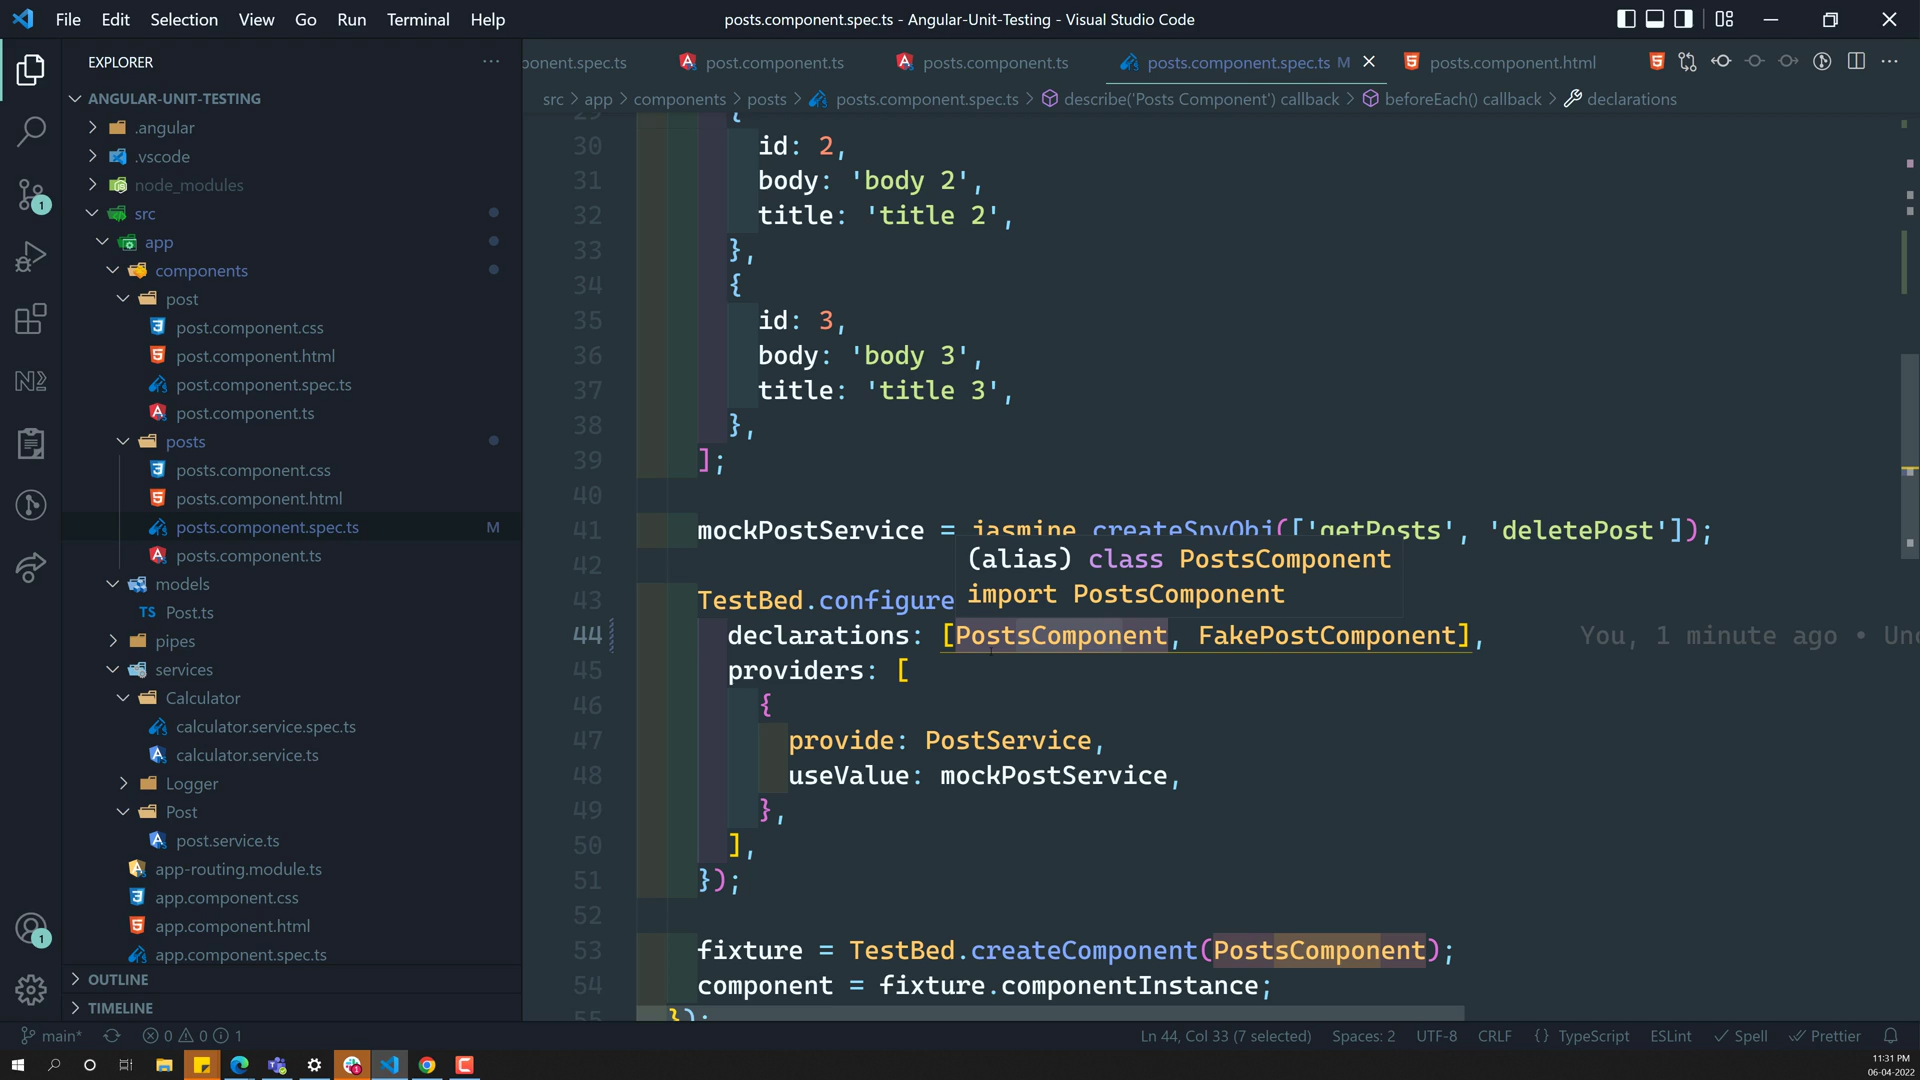 File Edit Selection View Go Run Terminal Help
posts.component.spec.ts - Angular-Unit-Testing - Visual Studio Code
EXPLORER
ANGULAR-UNIT-TESTING
.angular
.vscode
node_modules
src
app
components
post
post.component.css
post.component.html
post.component.spec.ts
post.component.ts
posts
posts.component.css
posts.component.html
posts.component.spec.ts M
posts.component.ts
models
TS Post.ts
pipes
services
Calculator
calculator.service.spec.ts
calculator.service.ts
Logger
Post
post.service.ts
app-routing.module.ts
app.component.css
app.component.html
app.component.spec.ts
OUTLINE
TIMELINE
1
1
ponent.spec.ts post.component.ts posts.component.ts posts.component.spec.ts M posts.component.html
src > app > components > posts > posts.component.spec.ts > describe('Posts Component') callback > beforeEach() callback > declarations
29 {
30 id: 2,
31 body: 'body 2',
32 title: 'title 2',
33 },
34 {
35 id: 3,
36 body: 'body 3',
37 title: 'title 3',
38 },
39 ];
40
41 mockPostService = jasmine.createSpyObj(['getPosts', 'deletePost']);
(alias) class PostsComponent
import PostsComponent
42
43 TestBed.configure
44 declarations: [PostsComponent, FakePostComponent], You, 1 minute ago • Unc
45 providers: [
46 {
47 provide: PostService,
48 useValue: mockPostService,
49 },
50 ],
51 });
52
53 fixture = TestBed.createComponent(PostsComponent);
54 component = fixture.componentInstance;
55 });
main* 0 0 1
Ln 44, Col 33 (7 selected) Spaces: 2 UTF-8 CRLF {} TypeScript ESLint Spell Prettier
11:31 PM
06-04-2022